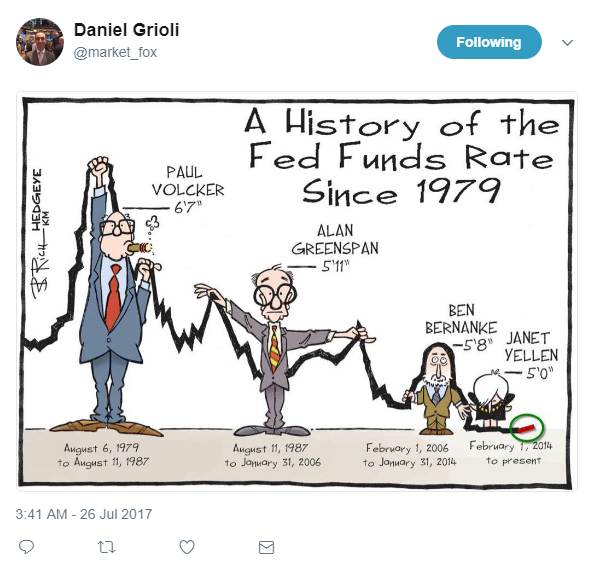 Daniel Grioli
@market_fox
Following
A History of the
Fed Funds Rate
Since 1979
HEDGEYE
PAUL
VOLCKER
6'7"
ALAN
GREENSPAN
5'11"
BEN
BERNANKE
5'8"
JANET
YELLEN
5'0"
August 6, 1979
to August 11, 1987
August 11, 1987
to January 31, 2006
February 1, 2006
to January 31, 2014
February 1, 2014
to present
3:41 AM - 26 Jul 2017